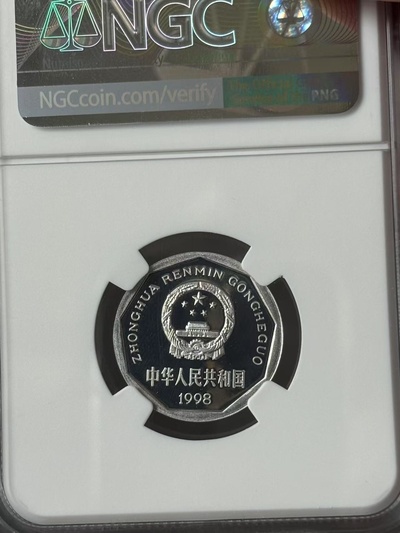 NGC
NGCcoin.com/verify
PNG
ZHONGHUA RENMIN GONGHEGUO
中华人民共和国
1998